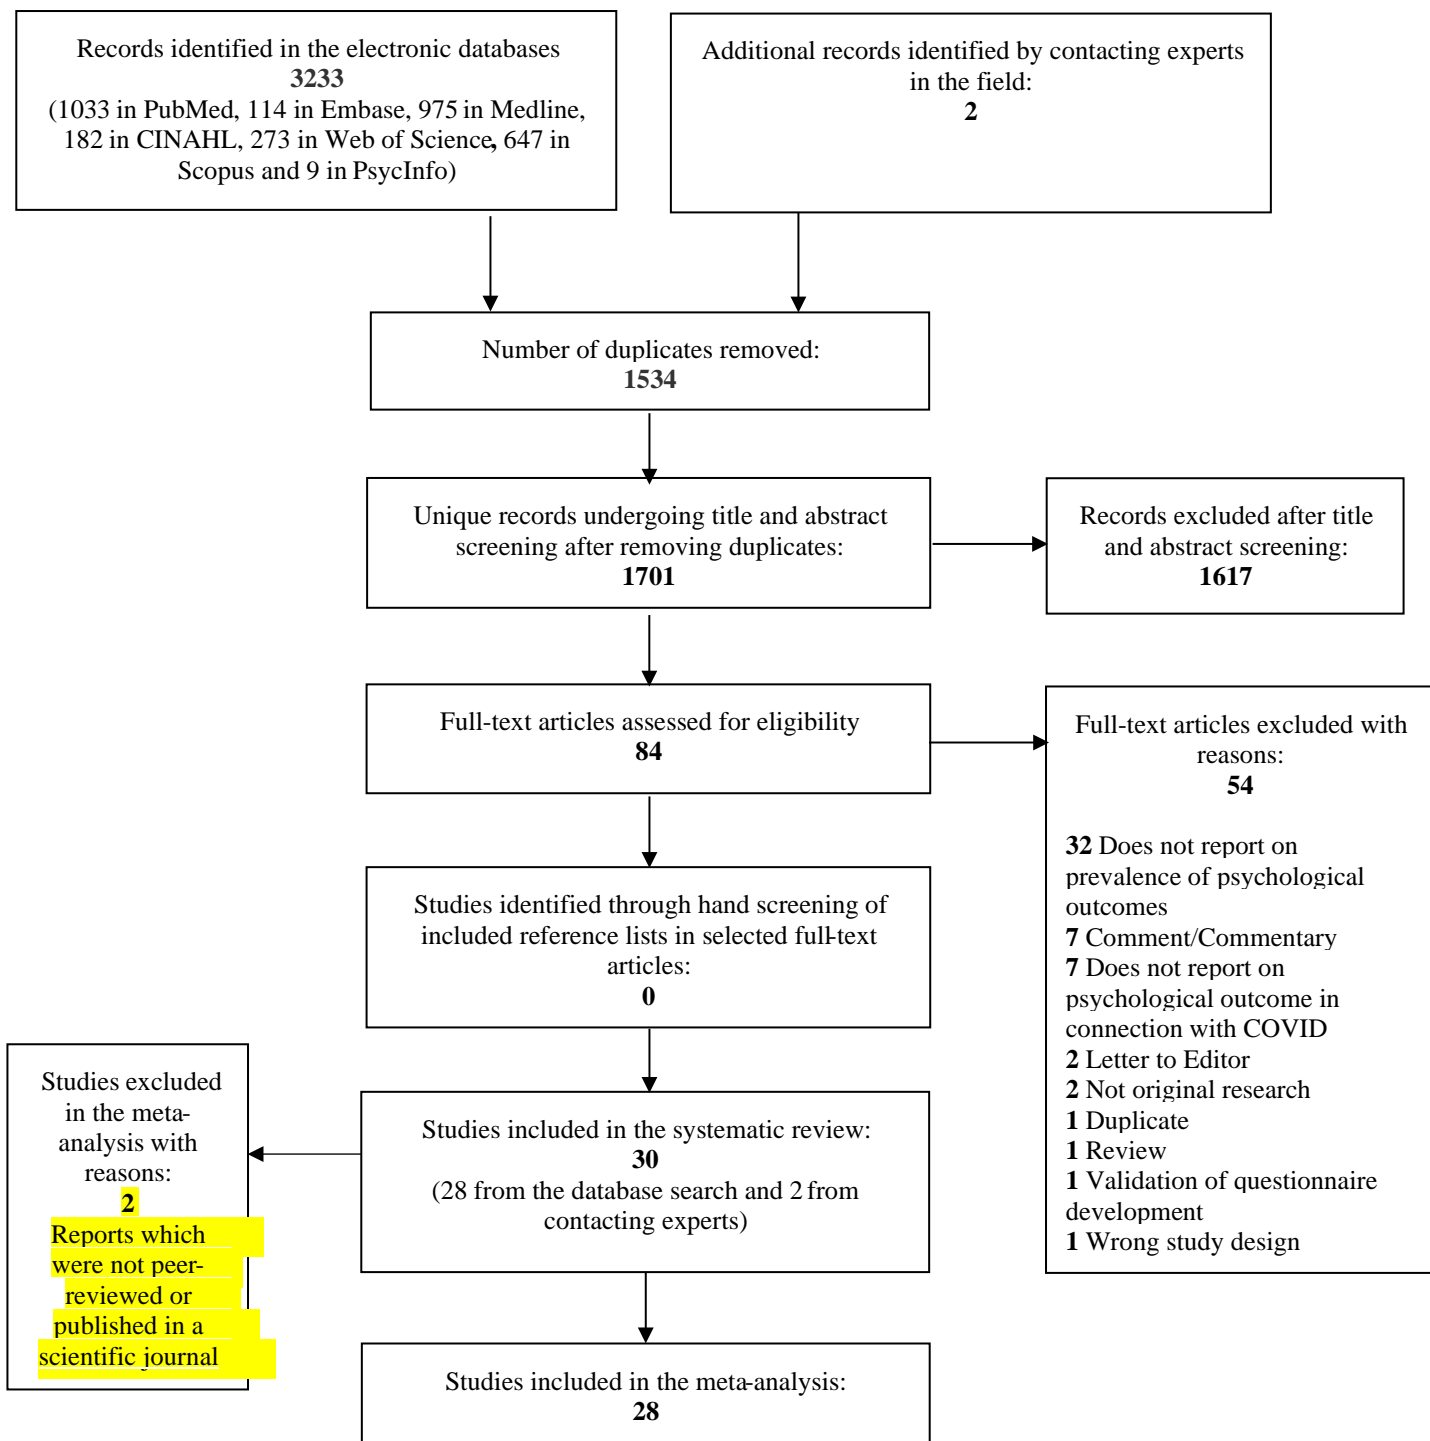 Records identified in the electronic databases
3233
(1033 in PubMed, 114 in Embase, 975 in Medline,
182 in CINAHL, 273 in Web of Science, 647 in
Scopus and 9 in PsycInfo)
Additional records identified by contacting experts
in the field:
2
Number of duplicates removed:
1534
Unique records undergoing title and abstract
screening after removing duplicates:
1701
Records excluded after title
and abstract screening:
1617
Full-text articles assessed for eligibility
84
Full-text articles excluded with
reasons:
54
32 Does not report on
prevalence of psychological
outcomes
7 Comment/Commentary
7 Does not report on
psychological outcome in
connection with COVID
2 Letter to Editor
2 Not original research
1 Duplicate
1 Review
1 Validation of questionnaire
development
1 Wrong study design
Studies identified through hand screening of
included reference lists in selected full-text
articles:
0
Studies included in the systematic review:
30
(28 from the database search and 2 from
contacting experts)
Studies excluded
in the meta-
analysis with
reasons:
2
Reports which
were not peer-
reviewed or
published in a
scientific journal
Studies included in the meta-analysis:
28